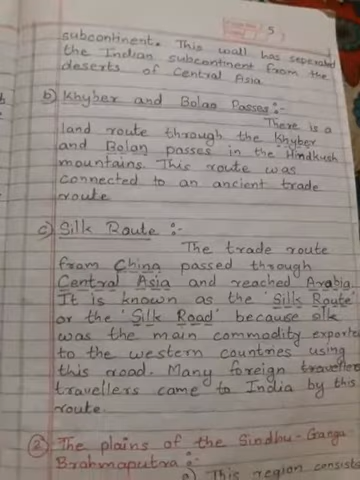 5
subcontinent. This wall has seperated
the Indian subcontinent from the
deserts of Central Asia
b) Khyber and Bolan Passes :-
There is a
land route through the Khyber
and Bolan passes in the Hindkush
mountains. This route was
connected to an ancient trade
route
c) Silk Route :-
The trade route
from China passed through
Central Asia and reached Arabia.
It is known as the 'Silk Route'
or the 'Silk Road' because silk
was the main commodity exported
to the western countries using
this road. Many foreign travellers
travellers came to India by this
route.
② The plains of the Sindhu-Ganga-
Brahmaputra :-
a) This region consists